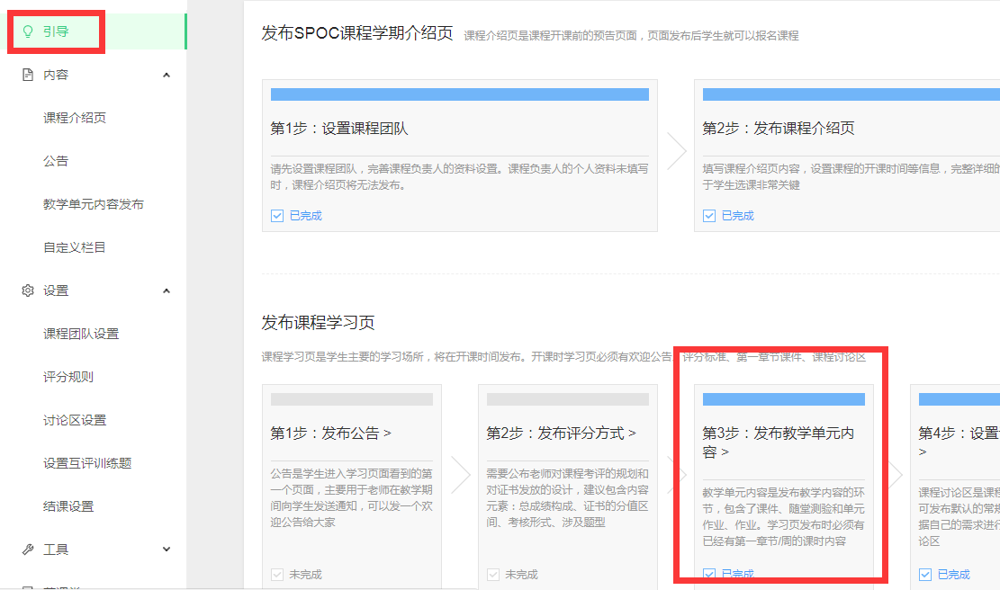 引导
内容
课程介绍页
公告
教学单元内容发布
自定义栏目
设置
课程团队设置
评分规则
讨论区设置
设置互评训练题
结课设置
工具
发布SPOC课程学期介绍页 课程介绍页是课程开课前的预告页面，页面发布后学生就可以报名课程
第1步：设置课程团队
请先设置课程团队，完善课程负责人的资料设置。课程负责人的个人资料未填写
时，课程介绍页将无法发布。
已完成
第2步：发布课程介绍页
填写课程介绍页内容，设置课程的开课时间等信息，完整详细的
于学生选课非常关键
已完成
发布课程学习页
课程学习页是学生主要的学习场所，将在开课时间发布。开课时学习页必须有欢迎公告、评分标准、第一章节课件、课程讨论区
第1步：发布公告 >
公告是学生进入学习页面看到的第
一个页面，主要用于老师在教学期
间向学生发送通知，可以发一个欢
迎公告给大家
未完成
第2步：发布评分方式 >
需要公布老师对课程考评的规划和
对证书发放的设计，建议包含内容
元素：总成绩构成、证书的分值区
间、考核形式、涉及题型
未完成
第3步：发布教学单元内
容 >
教学单元内容是发布教学内容的环
节，包含了课件、随堂测验和单元
作业、作业。学习页发布时必须有
已经有第一章节/周的课时内容
已完成
第4步：设置
>
课程讨论区是课程
可发布默认的常规
据自己的需求进行
论区
已完成